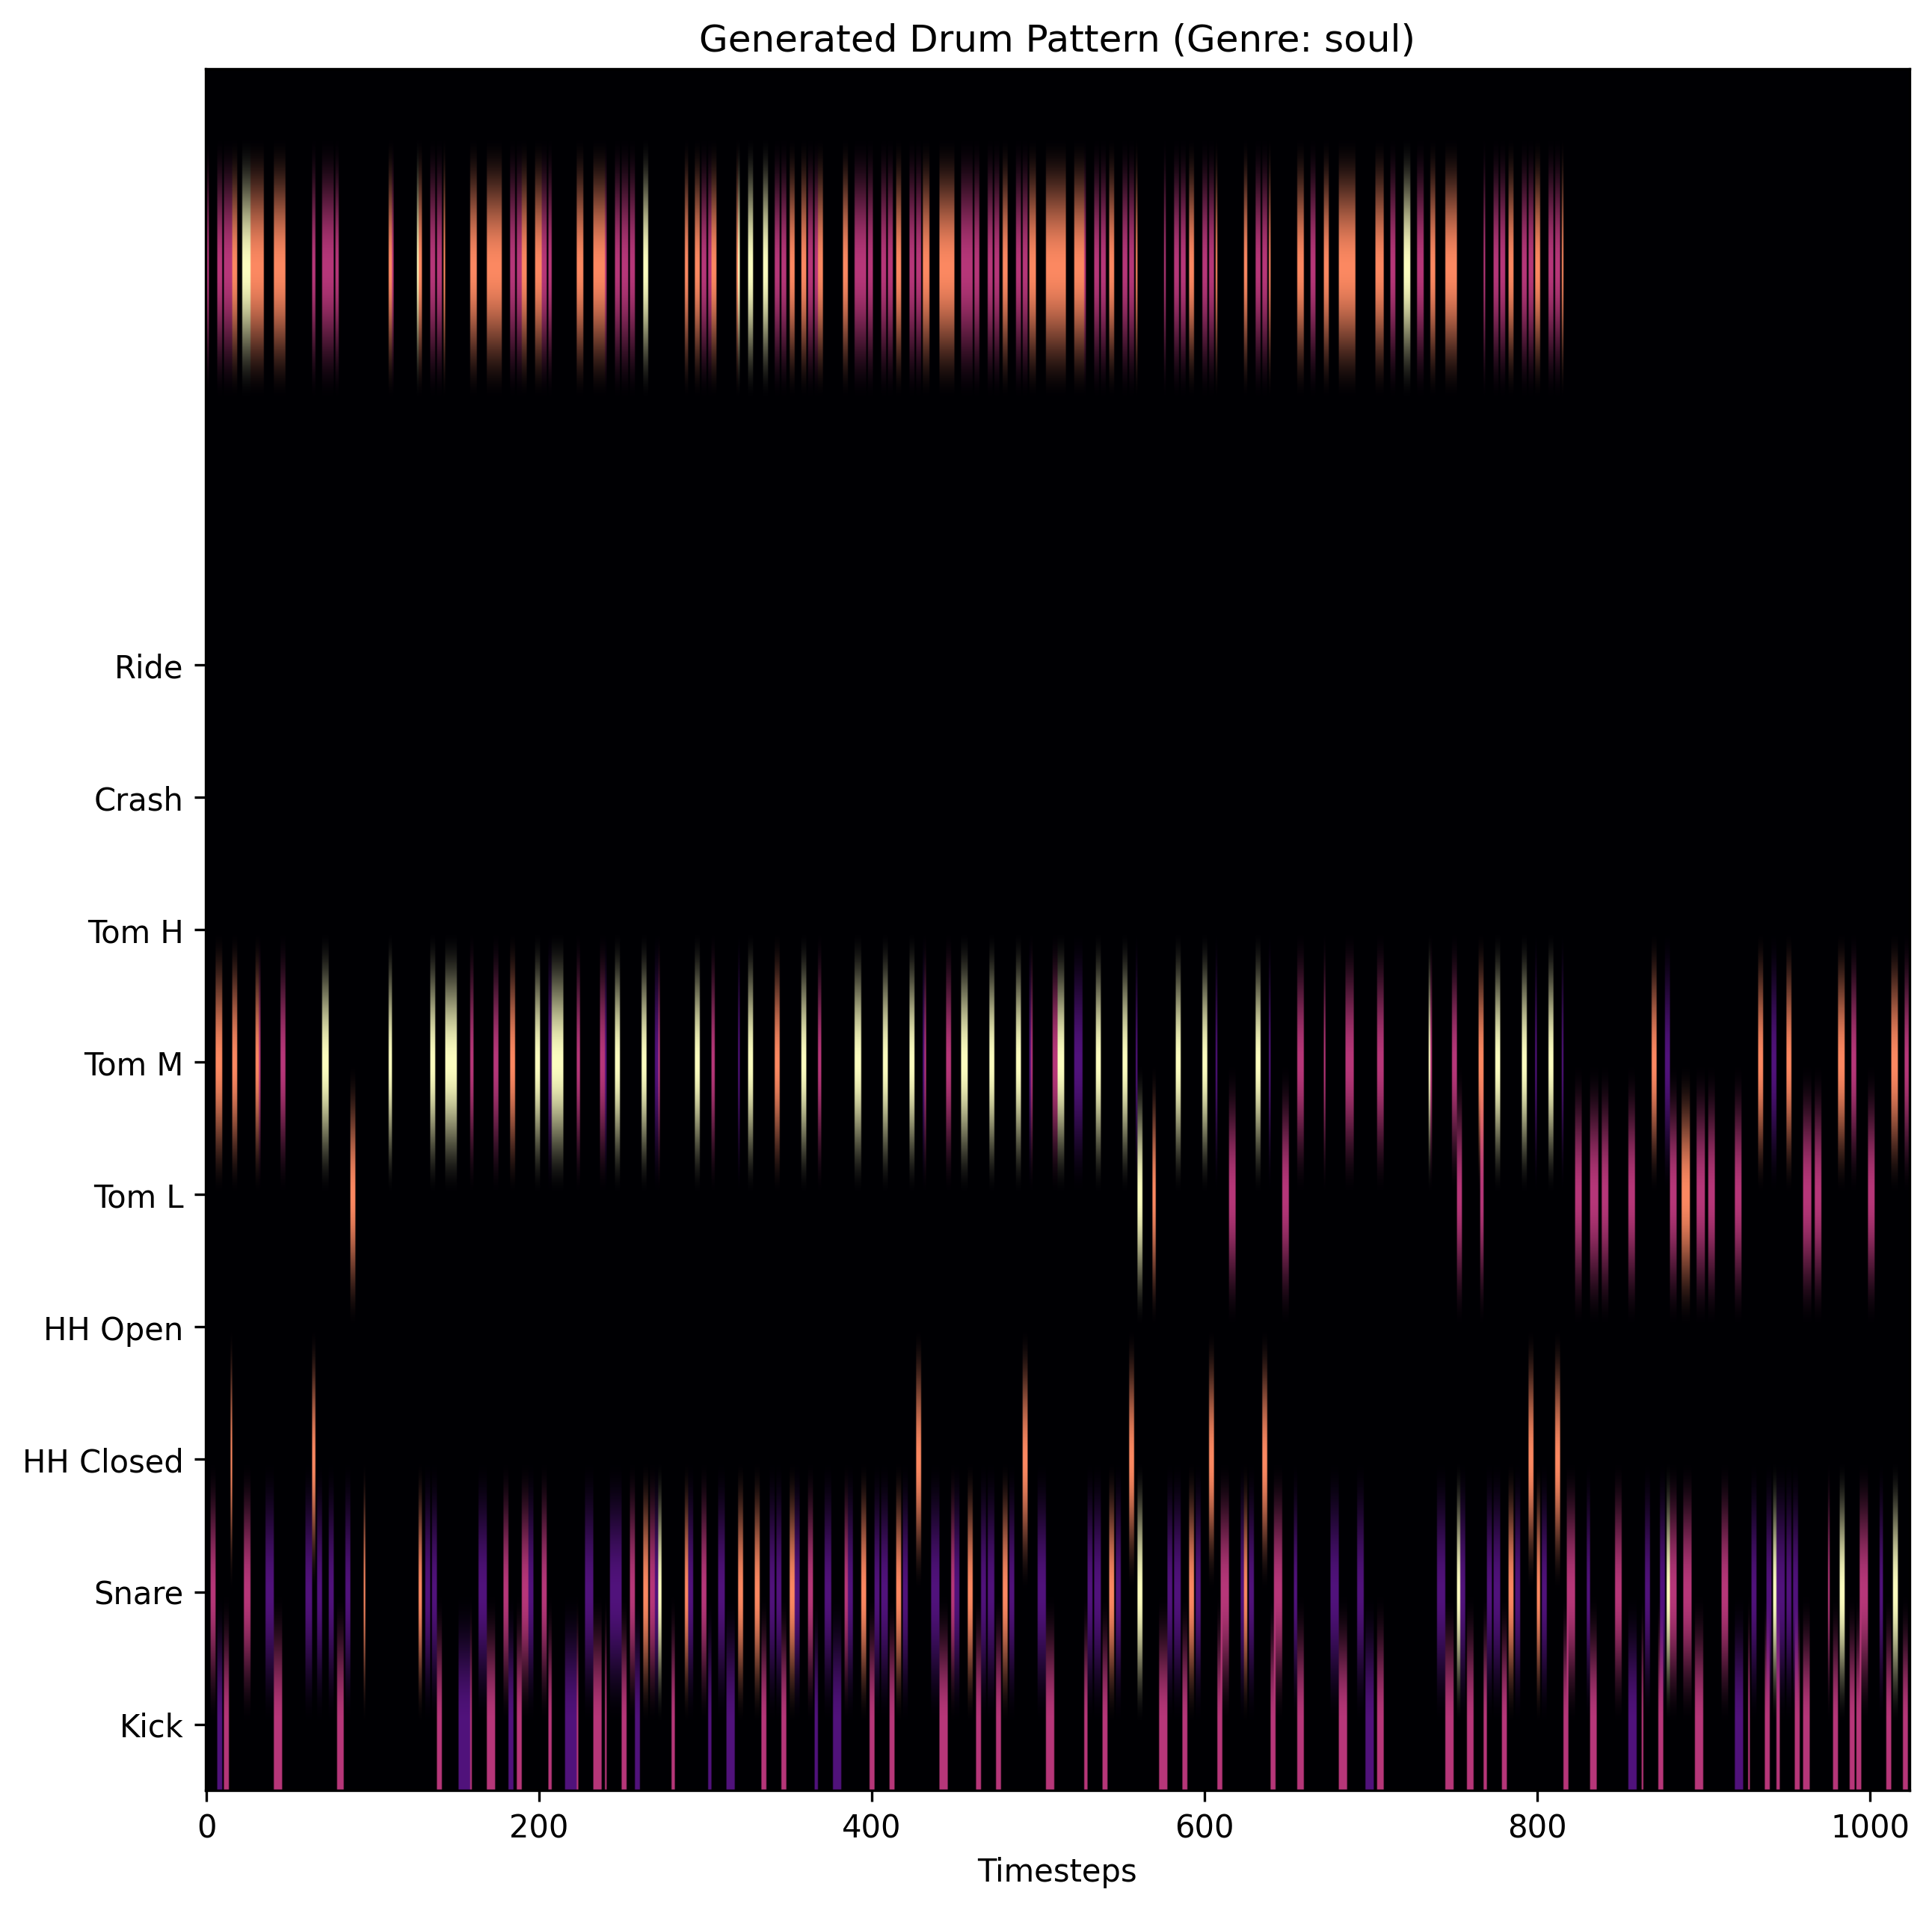 Generated Drum Pattern (Genre: soul)
Ride
Crash
Tom H
Tom M
Tom L
HH Open
HH Closed
Snare
Kick
0 200 400 600 800 1000
Timesteps